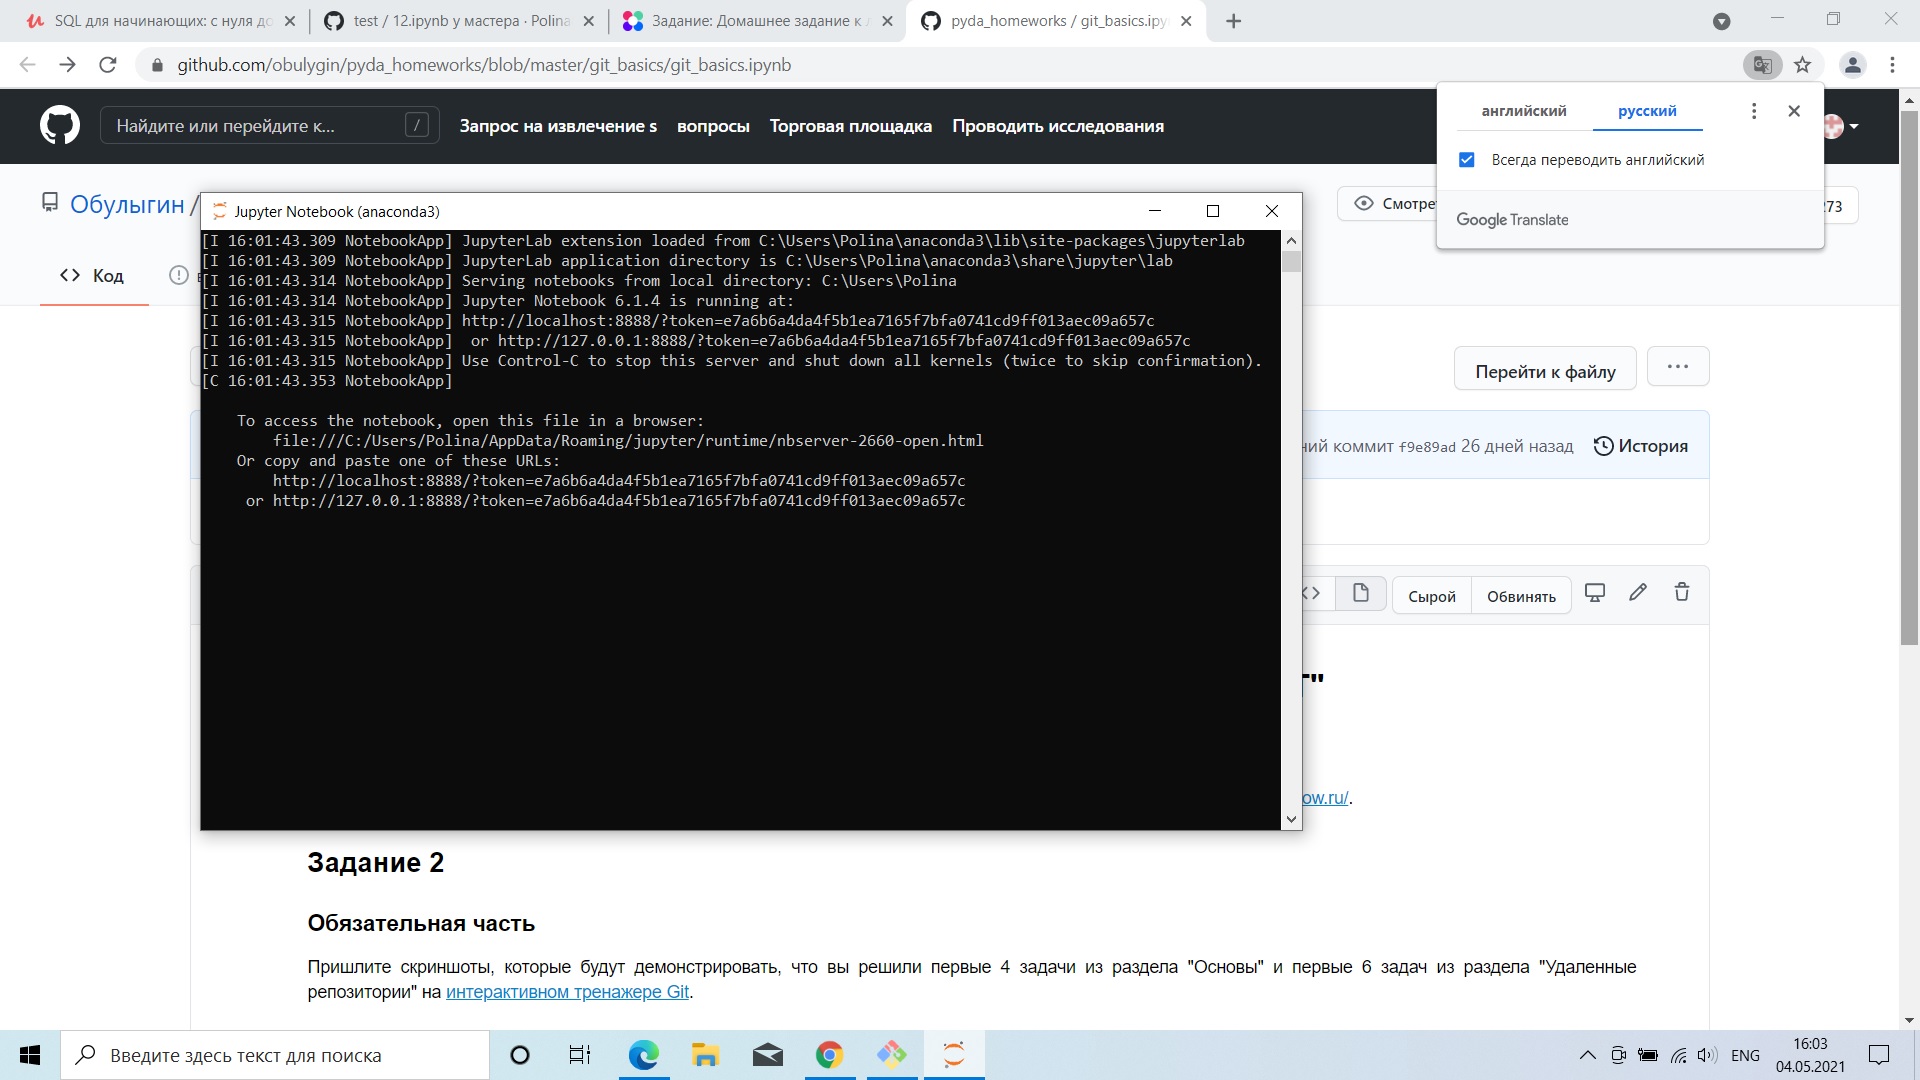 SQL для начинающих: с нуля до
test / 12.ipynb у мастера · Polina
Задание: Домашнее задание к л
pyda_homeworks / git_basics.ipy
github.com/obulygin/pyda_homeworks/blob/master/git_basics/git_basics.ipynb
английский
русский
Всегда переводить английский
Google Translate
Найдите или перейдите к...
/
Запрос на извлечение s
вопросы
Торговая площадка
Проводить исследования
Обулыгин /
Смотре
273
Код
Jupyter Notebook (anaconda3)
[I 16:01:43.309 NotebookApp] JupyterLab extension loaded from C:\Users\Polina\anaconda3\lib\site-packages\jupyterlab
[I 16:01:43.309 NotebookApp] JupyterLab application directory is C:\Users\Polina\anaconda3\share\jupyter\lab
[I 16:01:43.314 NotebookApp] Serving notebooks from local directory: C:\Users\Polina
[I 16:01:43.314 NotebookApp] Jupyter Notebook 6.1.4 is running at:
[I 16:01:43.315 NotebookApp] http://localhost:8888/?token=e7a6b6a4da4f5b1ea7165f7bfa0741cd9ff013aec09a657c
[I 16:01:43.315 NotebookApp]  or http://127.0.0.1:8888/?token=e7a6b6a4da4f5b1ea7165f7bfa0741cd9ff013aec09a657c
[I 16:01:43.315 NotebookApp] Use Control-C to stop this server and shut down all kernels (twice to skip confirmation).
[C 16:01:43.353 NotebookApp]
To access the notebook, open this file in a browser:
file:///C:/Users/Polina/AppData/Roaming/jupyter/runtime/nbserver-2660-open.html
Or copy and paste one of these URLs:
http://localhost:8888/?token=e7a6b6a4da4f5b1ea7165f7bfa0741cd9ff013aec09a657c
or http://127.0.0.1:8888/?token=e7a6b6a4da4f5b1ea7165f7bfa0741cd9ff013aec09a657c
Перейти к файлу
ний коммит f9e89ad 26 дней назад
История
Сырой
Обвинять
ow.ru/.
Задание 2
Обязательная часть
Пришлите скриншоты, которые будут демонстрировать, что вы решили первые 4 задачи из раздела "Основы" и первые 6 задач из раздела "Удаленные
репозитории" на интерактивном тренажере Git.
Введите здесь текст для поиска
ENG
16:03
04.05.2021